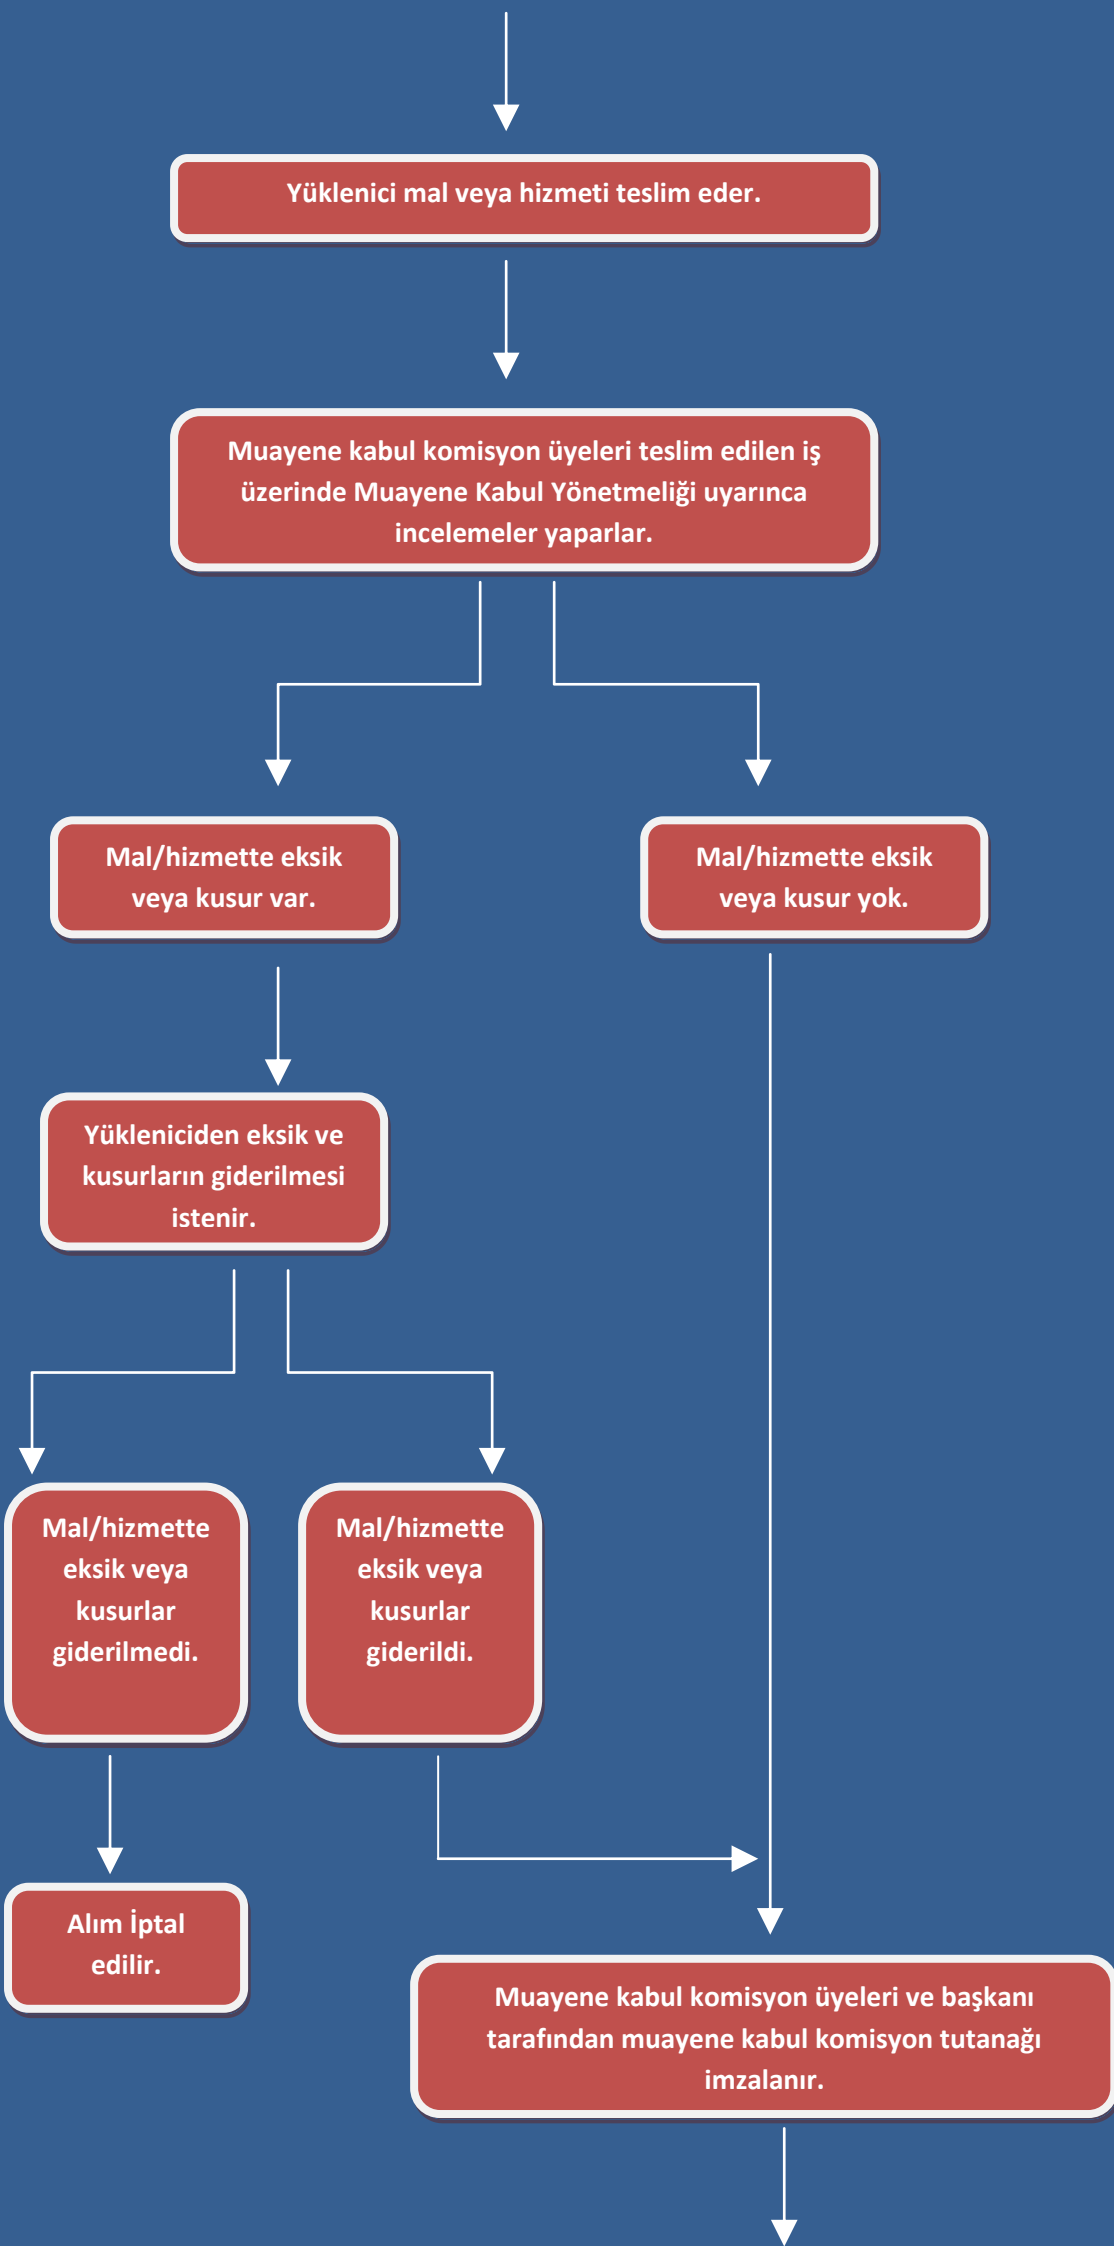 Yüklenici mal veya hizmeti teslim eder.
Muayene kabul komisyon üyeleri teslim edilen iş
üzerinde Muayene Kabul Yönetmeliği uyarınca
incelemeler yaparlar.
Mal/hizmette eksik
veya kusur var.
Mal/hizmette eksik
veya kusur yok.
Yükleniciden eksik ve
kusurların giderilmesi
istenir.
Mal/hizmette
eksik veya
kusurlar
giderilmedi.
Mal/hizmette
eksik veya
kusurlar
giderildi.
Alım İptal
edilir.
Muayene kabul komisyon üyeleri ve başkanı
tarafından muayene kabul komisyon tutanağı
imzalanır.